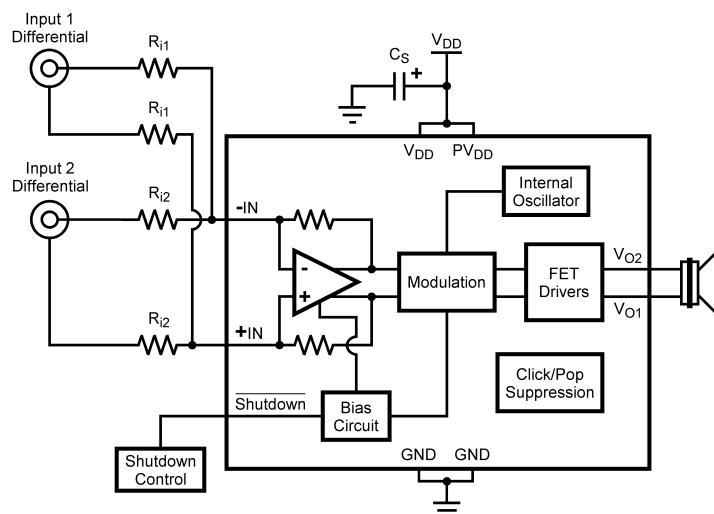 Input 1
Differential
Ri1
Ri1
CS
+
VDD
VDD
PVDD
Input 2
Differential
Ri2
-IN
Internal
Oscillator
-
+
Modulation
FET
Drivers
VO2
VO1
Ri2
+IN
Click/Pop
Suppression
Shutdown
Bias
Circuit
Shutdown
Control
GND
GND